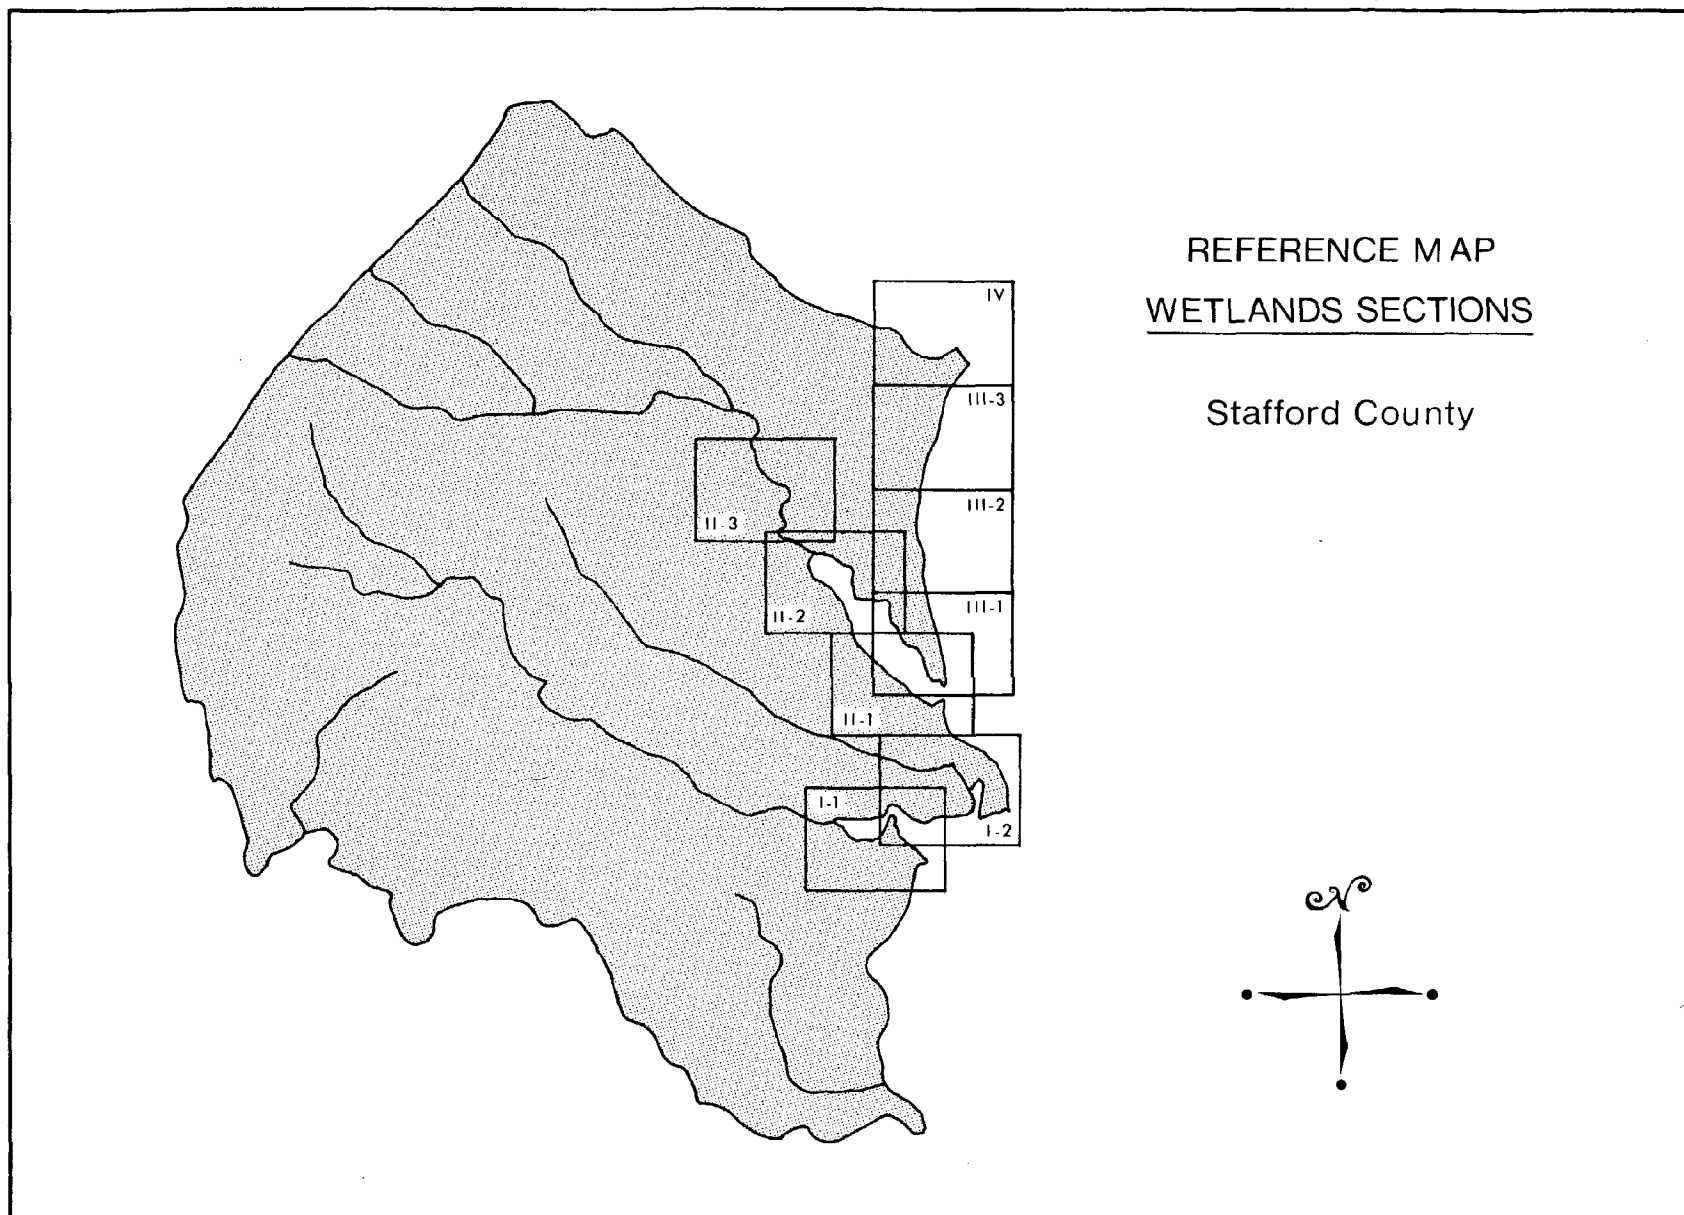 REFERENCE MAP
WETLANDS SECTIONS
Stafford County
IV
III-3
III-2
II-3
III-1
II-2
II-1
I-1
I-2
N